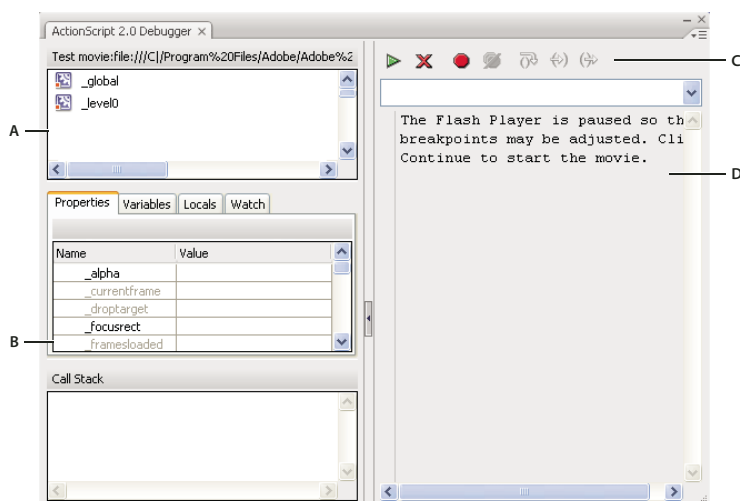 ActionScript 2.0 Debugger ×
Test movie:file:///C|/Program%20Files/Adobe/Adobe%2
_global
_level0
A
Properties Variables Locals Watch
Name Value
_alpha
_currentframe
_droptarget
_focusrect
_framesloaded
B
Call Stack
C
The Flash Player is paused so th
breakpoints may be adjusted. Cli
Continue to start the movie.
D